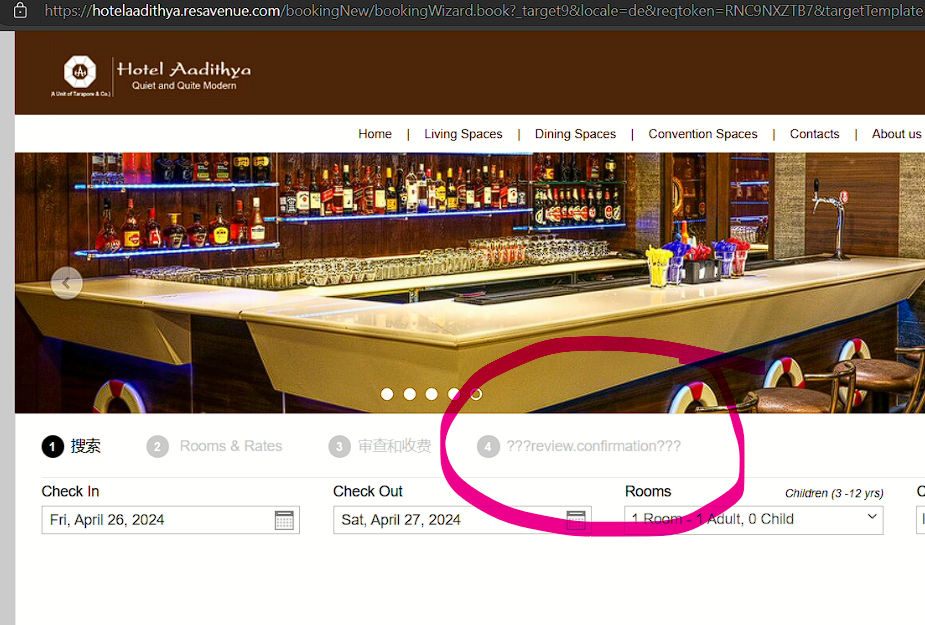 https://hotelaadithya.resavenue.com/bookingNew/bookingWizard.book?_target9&locale=de&reqtoken=RNC9NXZTB7&targetTemplate
Hotel Aadithya
Quiet and Quite Modern
[A Unit of Tarapore & Co.]
Home | Living Spaces | Dining Spaces | Convention Spaces | Contacts | About us
1 搜索 2 Rooms & Rates 3 审查和收费 4 ???review.confirmation???
Check In Check Out Rooms Children (3 -12 yrs)
Fri, April 26, 2024 Sat, April 27, 2024 1 Room - 1 Adult, 0 Child